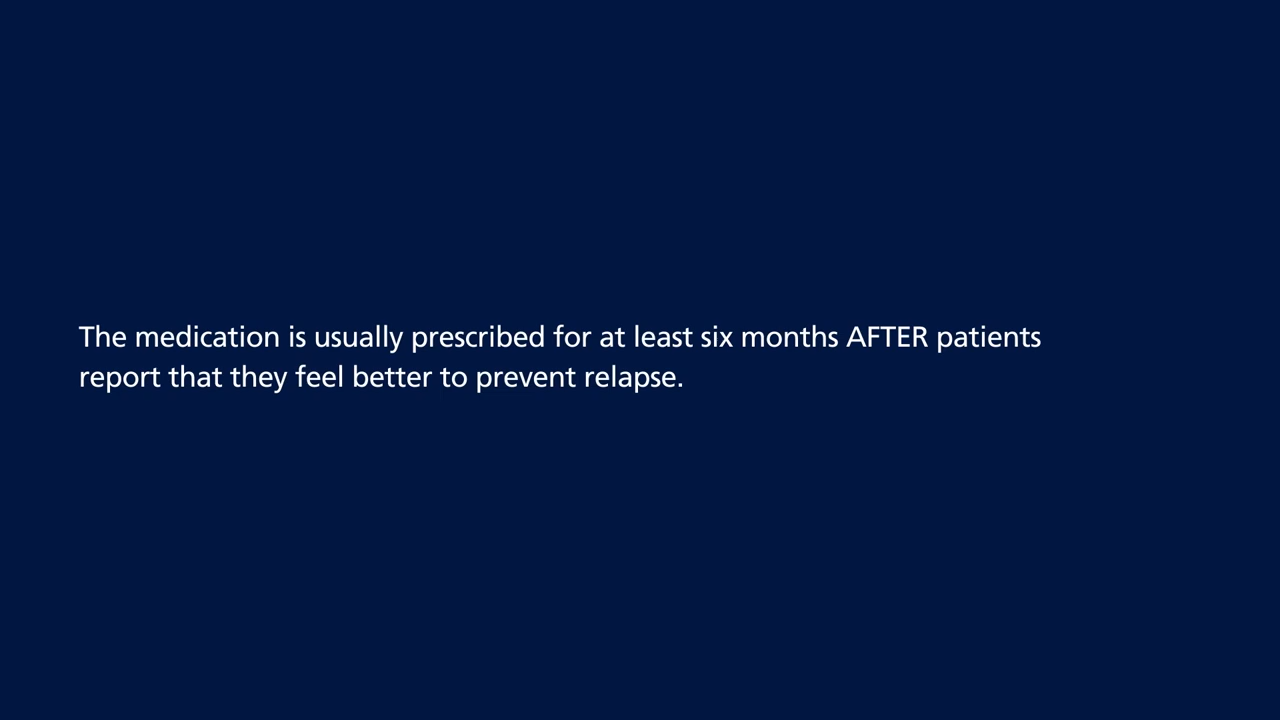 The medication is usually prescribed for at least six months AFTER patients
report that they feel better to prevent relapse.